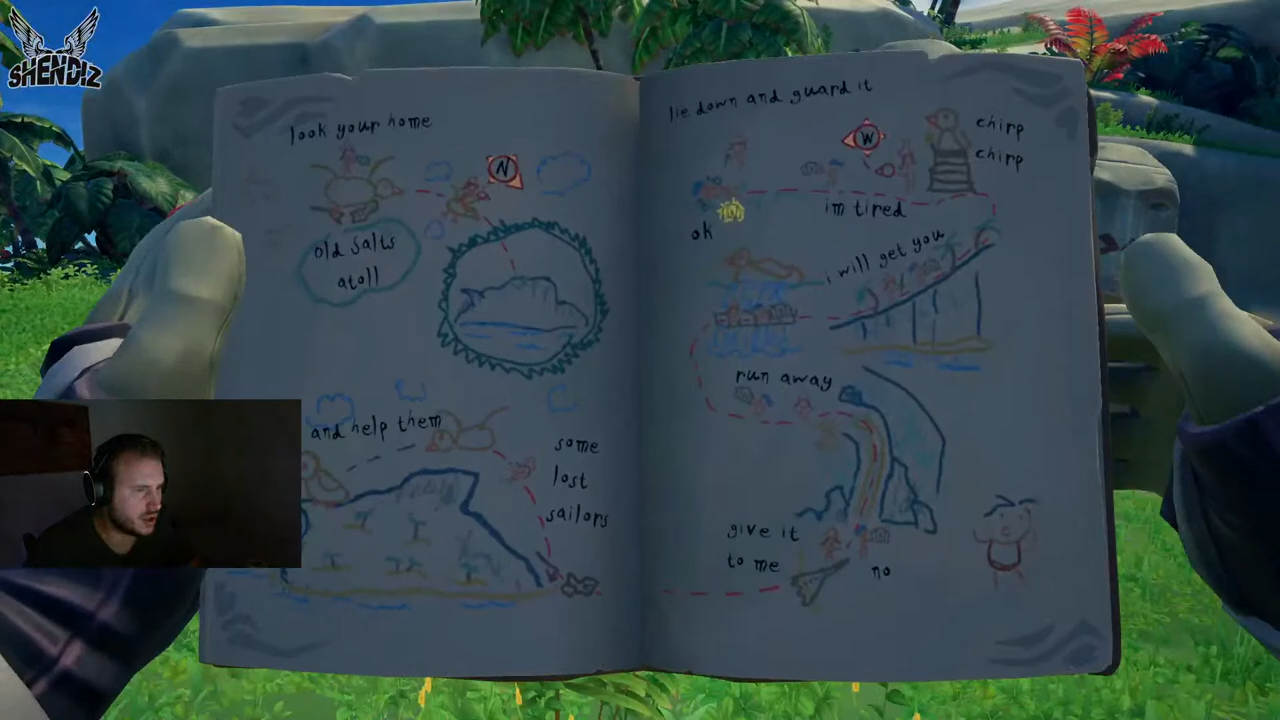 SHENDIZ
look your home
N
old salts
atoll
and help them
some
lost
sailors
lie down and guard it
W
chirp
chirp
im tired
ok
i will get you
run away
give it
to me
no